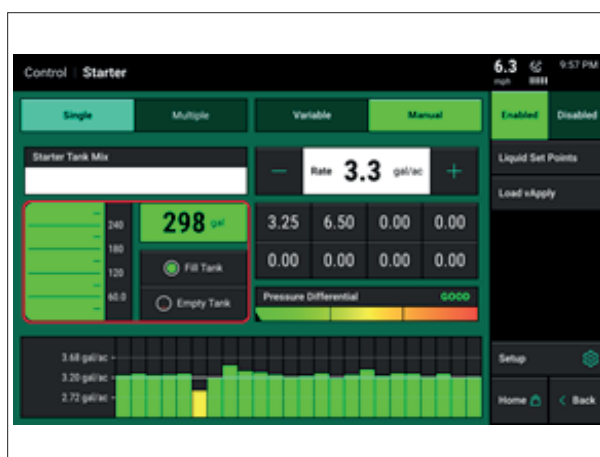 Control | Starter
6.3 mph
9:57 PM
Single Multiple Variable Manual
Enabled Disabled
Starter Tank Mix
− Rate 3.3 gal/ac +
Liquid Set Points
Load vApply
240
180
120
60.0
298 gal
Fill Tank
Empty Tank
3.25 6.50 0.00 0.00
0.00 0.00 0.00 0.00
Pressure Differential GOOD
3.68 gal/ac
3.20 gal/ac
2.72 gal/ac
Setup
Home < Back